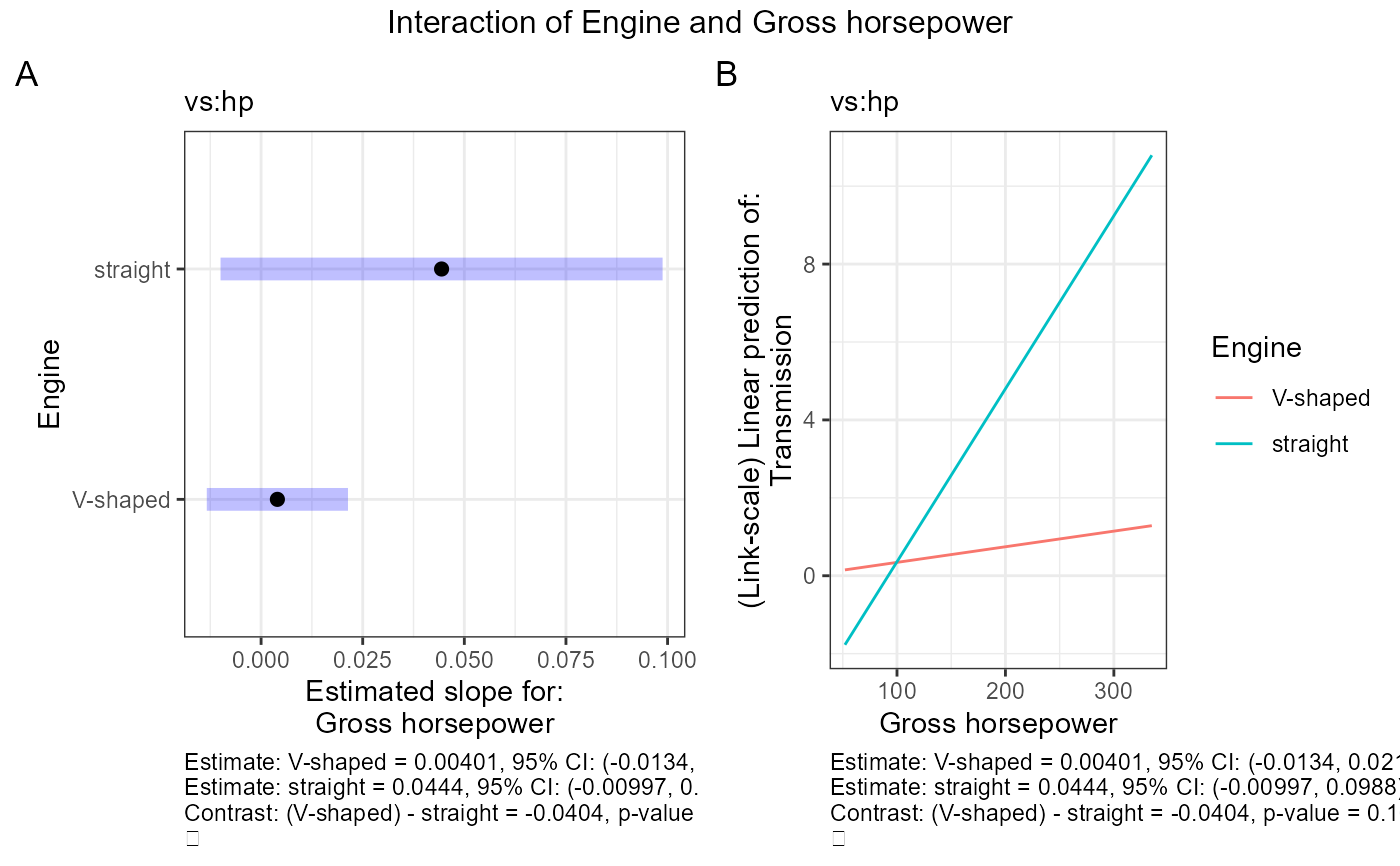 Interaction of Engine and Gross horsepower
A
vs:hp
Engine
straight
V-shaped
0.000 0.025 0.050 0.075 0.100
Estimated slope for:
Gross horsepower
Estimate: V-shaped = 0.00401, 95% CI: (-0.0134,
Estimate: straight = 0.0444, 95% CI: (-0.00997, 0.
Contrast: (V-shaped) - straight = -0.0404, p-value
B
vs:hp
(Link-scale) Linear prediction of:
Transmission
8
4
0
100 200 300
Gross horsepower
Engine
V-shaped
straight
Estimate: V-shaped = 0.00401, 95% CI: (-0.0134, 0.021
Estimate: straight = 0.0444, 95% CI: (-0.00997, 0.0988)
Contrast: (V-shaped) - straight = -0.0404, p-value = 0.1